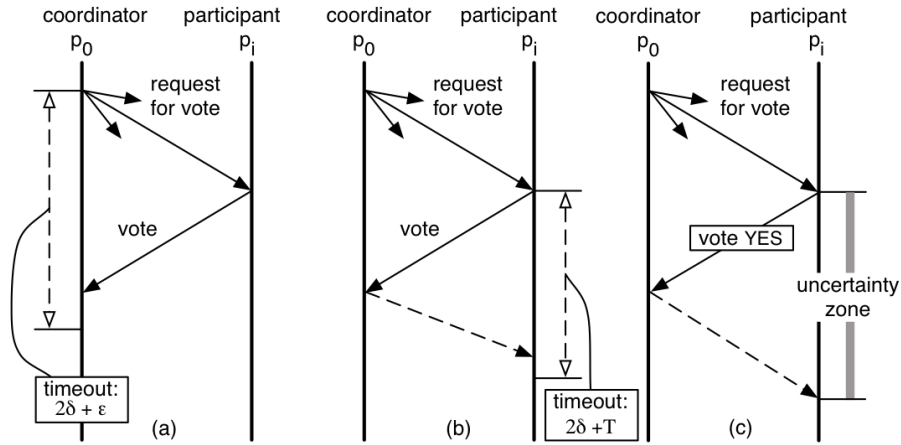 coordinator participant
p0 pi
request
for vote
vote
timeout:
2δ + ε
(a)
coordinator participant
p0 pi
request
for vote
vote
timeout:
2δ +T
(b)
coordinator participant
p0 pi
request
for vote
vote YES
uncertainty
zone
(c)